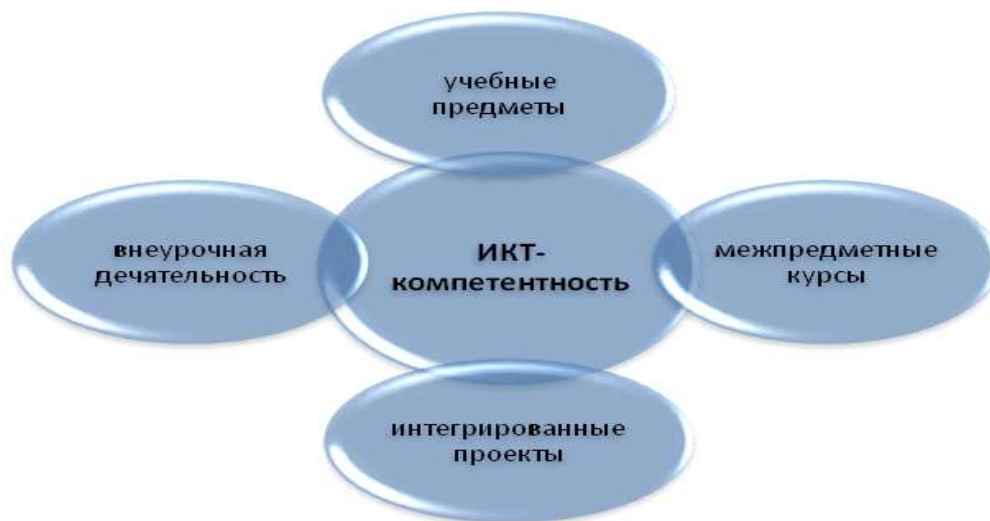 учебные
предметы
внеурочная
дечятельность
ИКТ-
компетентность
межпредметные
курсы
интегрированные
проекты